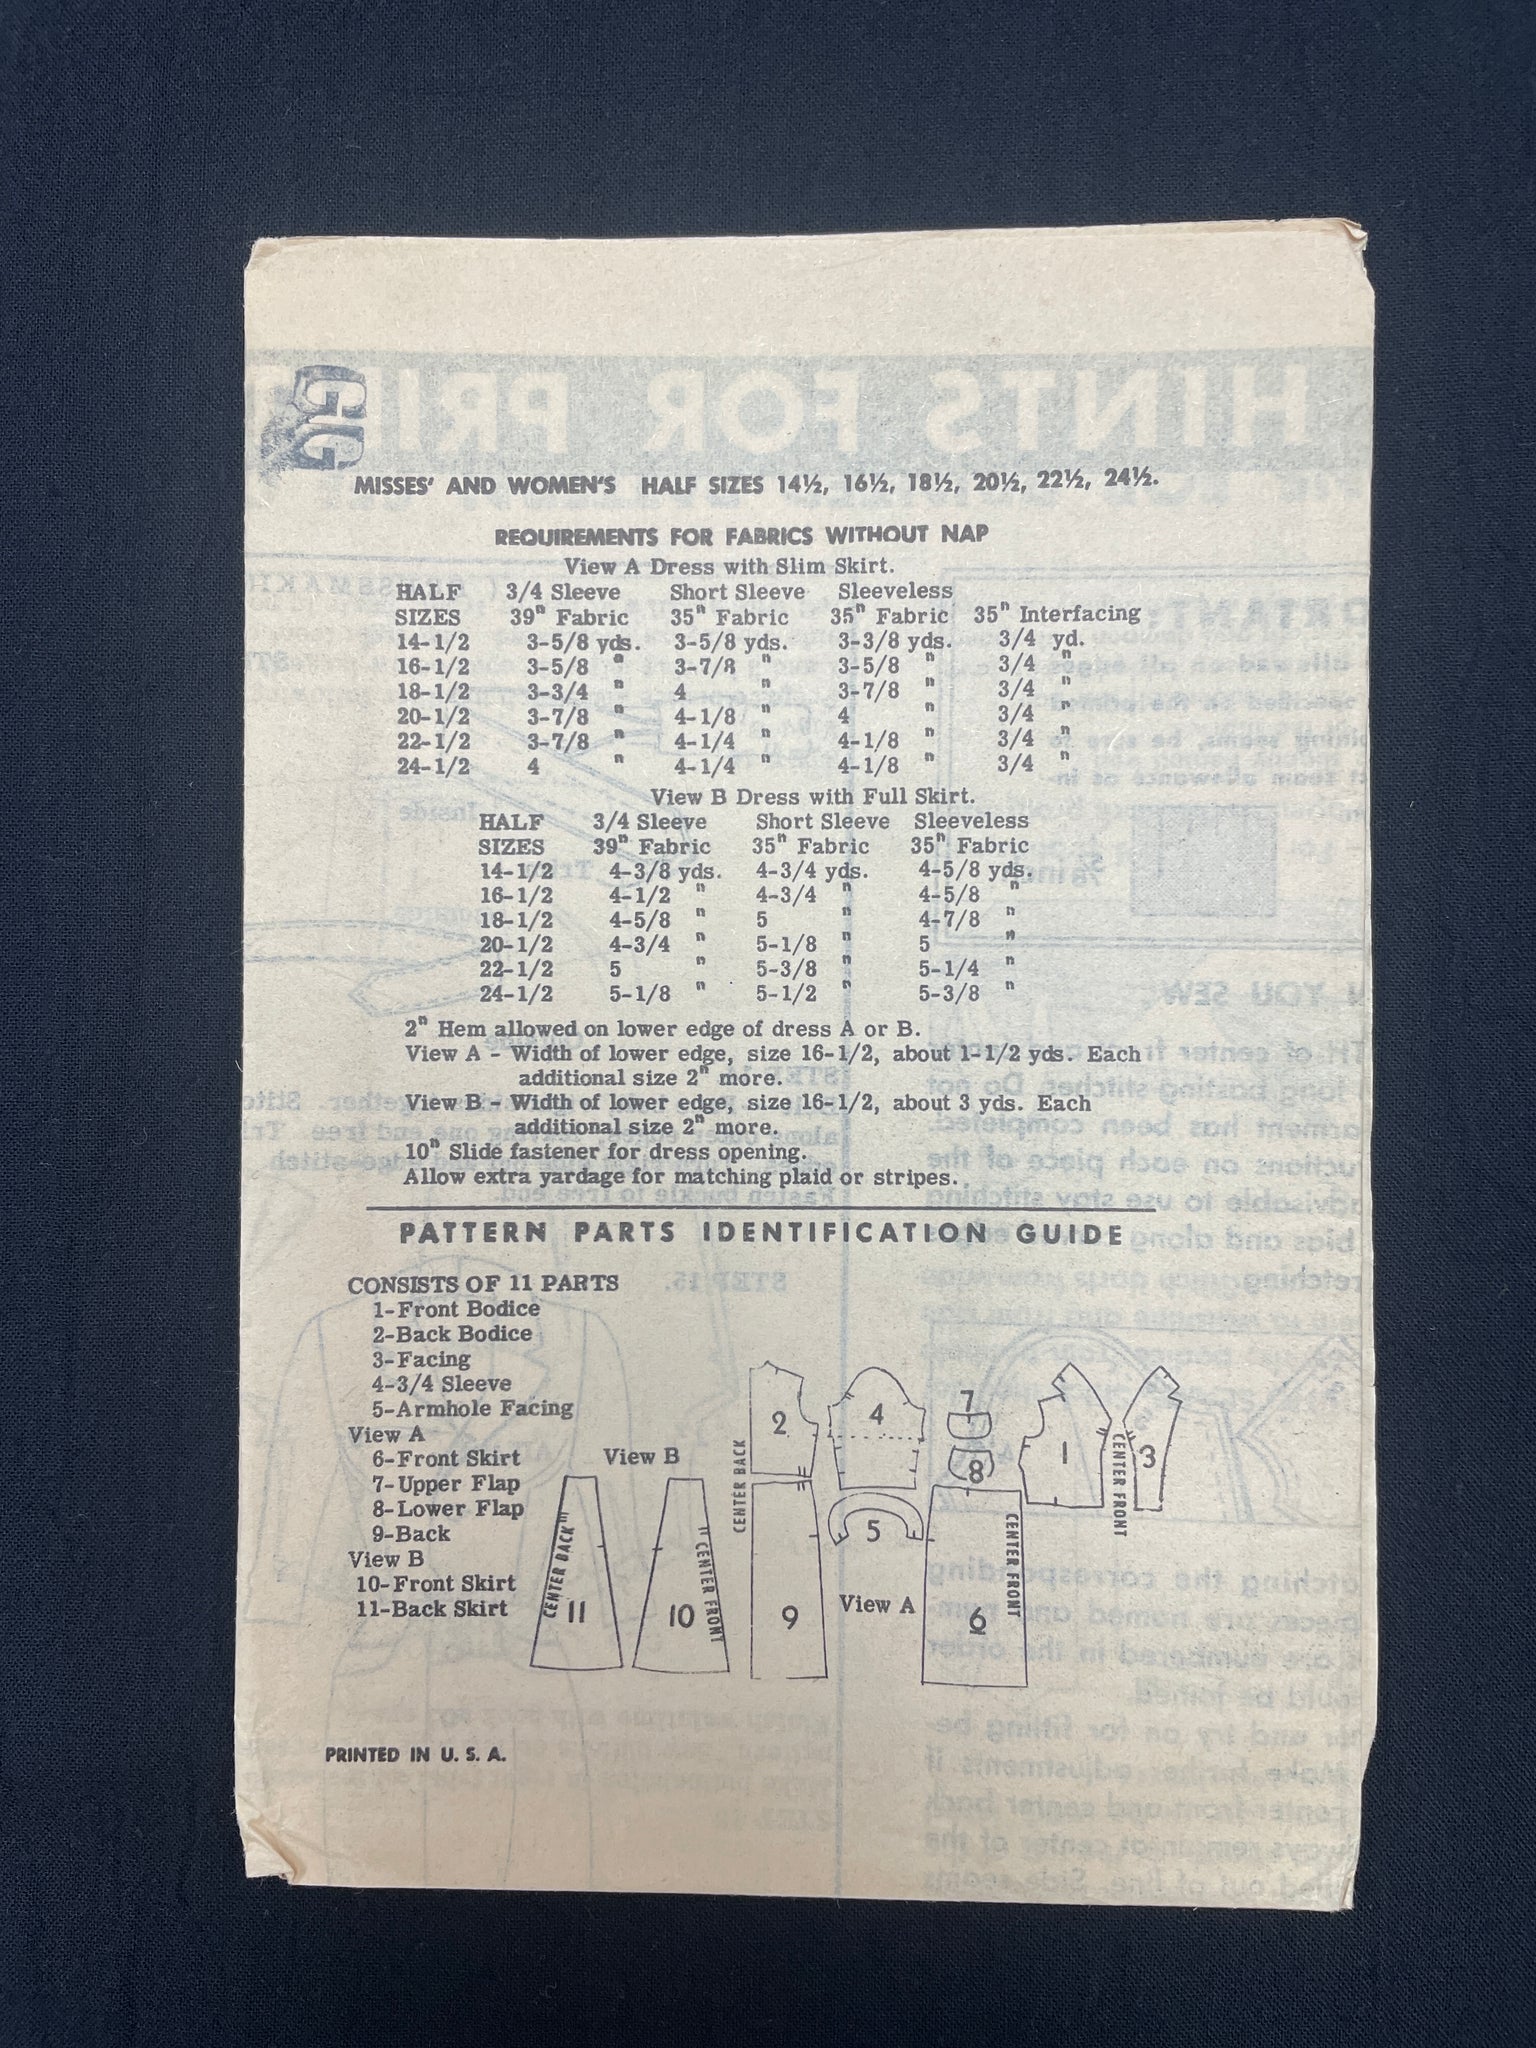 HINTS FOR PRI
MISSES' AND WOMEN'S HALF SIZES 14½, 16½, 18½, 20½, 22½, 24½.
REQUIREMENTS FOR FABRICS WITHOUT NAP
View A Dress with Slim Skirt.
HALF 3/4 Sleeve Short Sleeve Sleeveless
SIZES 39" Fabric 35" Fabric 35" Fabric 35" Interfacing
14-1/2 3-5/8 yds. 3-5/8 yds. 3-3/8 yds. 3/4 yd.
16-1/2 3-5/8 " 3-7/8 " 3-5/8 " 3/4 "
18-1/2 3-3/4 " 4 " 3-7/8 " 3/4 "
20-1/2 3-7/8 " 4-1/8 " 4 " 3/4 "
22-1/2 3-7/8 " 4-1/4 " 4-1/8 " 3/4 "
24-1/2 4 " 4-1/4 " 4-1/8 " 3/4 "
View B Dress with Full Skirt.
HALF 3/4 Sleeve Short Sleeve Sleeveless
SIZES 39" Fabric 35" Fabric 35" Fabric
14-1/2 4-3/8 yds. 4-3/4 yds. 4-5/8 yds.
16-1/2 4-1/2 " 4-3/4 " 4-5/8 "
18-1/2 4-5/8 " 5 " 4-7/8 "
20-1/2 4-3/4 " 5-1/8 " 5 "
22-1/2 5 " 5-3/8 " 5-1/4 "
24-1/2 5-1/8 " 5-1/2 " 5-3/8 "
2" Hem allowed on lower edge of dress A or B.
View A - Width of lower edge, size 16-1/2, about 1-1/2 yds. Each
additional size 2" more.
View B - Width of lower edge, size 16-1/2, about 3 yds. Each
additional size 2" more.
10" Slide fastener for dress opening.
Allow extra yardage for matching plaid or stripes.
PATTERN PARTS IDENTIFICATION GUIDE
CONSISTS OF 11 PARTS
1-Front Bodice
2-Back Bodice
3-Facing
4-3/4 Sleeve
5-Armhole Facing
View A
6-Front Skirt
7-Upper Flap
8-Lower Flap
9-Back
View B
10-Front Skirt
11-Back Skirt
View B
CENTER BACK
11
10
CENTER FRONT
CENTER BACK
2
9
4
5
View A
7
8
6
CENTER FRONT
1
CENTER FRONT
3
PRINTED IN U. S. A.